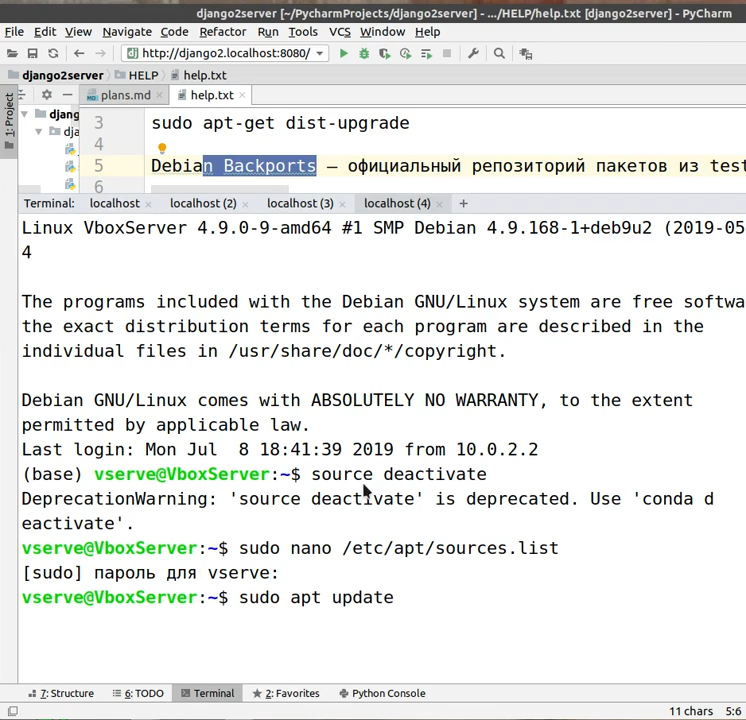 django2server [~/PycharmProjects/django2server] - .../HELP/help.txt [django2server] - PyCharm
File Edit View Navigate Code Refactor Run Tools VCS Window Help
http://django2.localhost:8080/
django2server HELP help.txt
1: Project
plans.md help.txt
djang
dja
3 sudo apt-get dist-upgrade
4
5 Debian Backports — официальный репозиторий пакетов из test
6
Terminal: localhost localhost (2) localhost (3) localhost (4) +
Linux VboxServer 4.9.0-9-amd64 #1 SMP Debian 4.9.168-1+deb9u2 (2019-05
4
The programs included with the Debian GNU/Linux system are free softwa
the exact distribution terms for each program are described in the
individual files in /usr/share/doc/*/copyright.
Debian GNU/Linux comes with ABSOLUTELY NO WARRANTY, to the extent
permitted by applicable law.
Last login: Mon Jul  8 18:41:39 2019 from 10.0.2.2
(base) vserve@VboxServer:~$ source deactivate
DeprecationWarning: 'source deactivate' is deprecated. Use 'conda d
eactivate'.
vserve@VboxServer:~$ sudo nano /etc/apt/sources.list
[sudo] пароль для vserve:
vserve@VboxServer:~$ sudo apt update
7: Structure 6: TODO Terminal 2: Favorites Python Console
11 chars 5:6